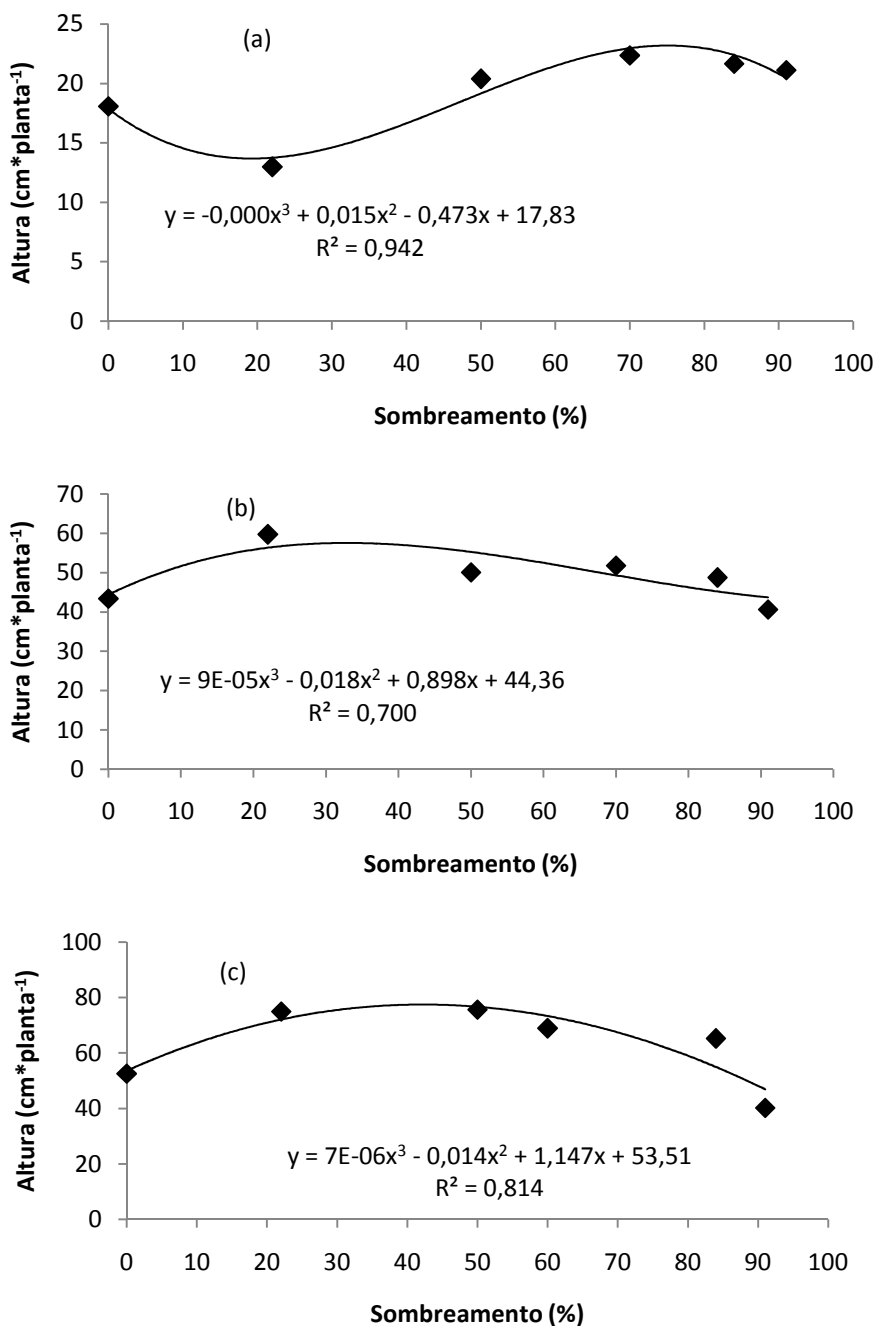 (a)
25
20
15
10
5
0
Altura (cm*planta⁻¹)
y = -0,000x³ + 0,015x² - 0,473x + 17,83
R² = 0,942
0 10 20 30 40 50 60 70 80 90 100
Sombreamento (%)
(b)
70
60
50
40
30
20
10
0
Altura (cm*planta⁻¹)
y = 9E-05x³ - 0,018x² + 0,898x + 44,36
R² = 0,700
0 10 20 30 40 50 60 70 80 90 100
Sombreamento (%)
(c)
100
80
60
40
20
0
Altura (cm*planta⁻¹)
y = 7E-06x³ - 0,014x² + 1,147x + 53,51
R² = 0,814
0 10 20 30 40 50 60 70 80 90 100
Sombreamento (%)